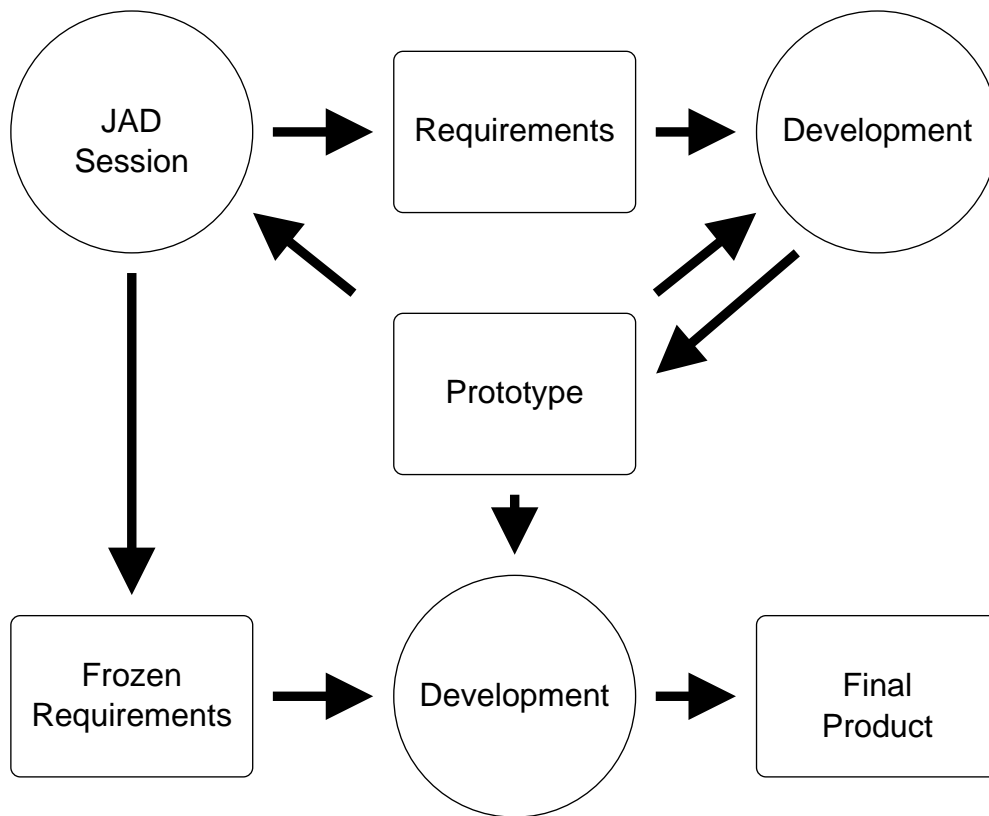 JAD
Session
Requirements
Development
Prototype
Frozen
Requirements
Development
Final
Product